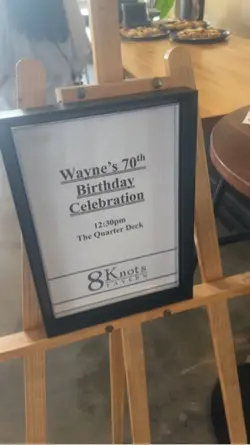 Wayne's 70th
Birthday
Celebration
12:30pm
The Quarter Deck
8 Knots
TAVERN